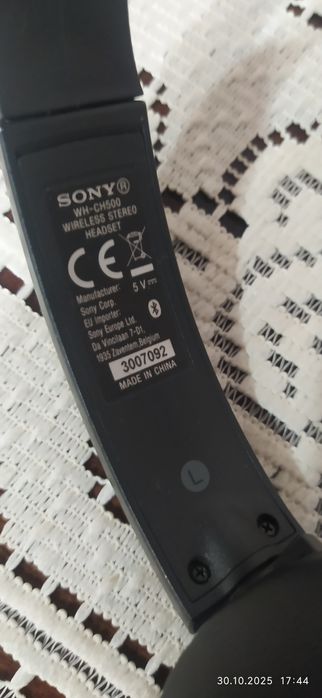 SONY®
WH-CH500
WIRELESS STEREO
HEADSET
CE
5 V
Manufacturer:
Sony Corp.
EU Importer:
Sony Europe Ltd.
Da Vincilaan 7-D1,
1935 Zaventem,Belgium
3007092
MADE IN CHINA
L
30.10.2025 17:44